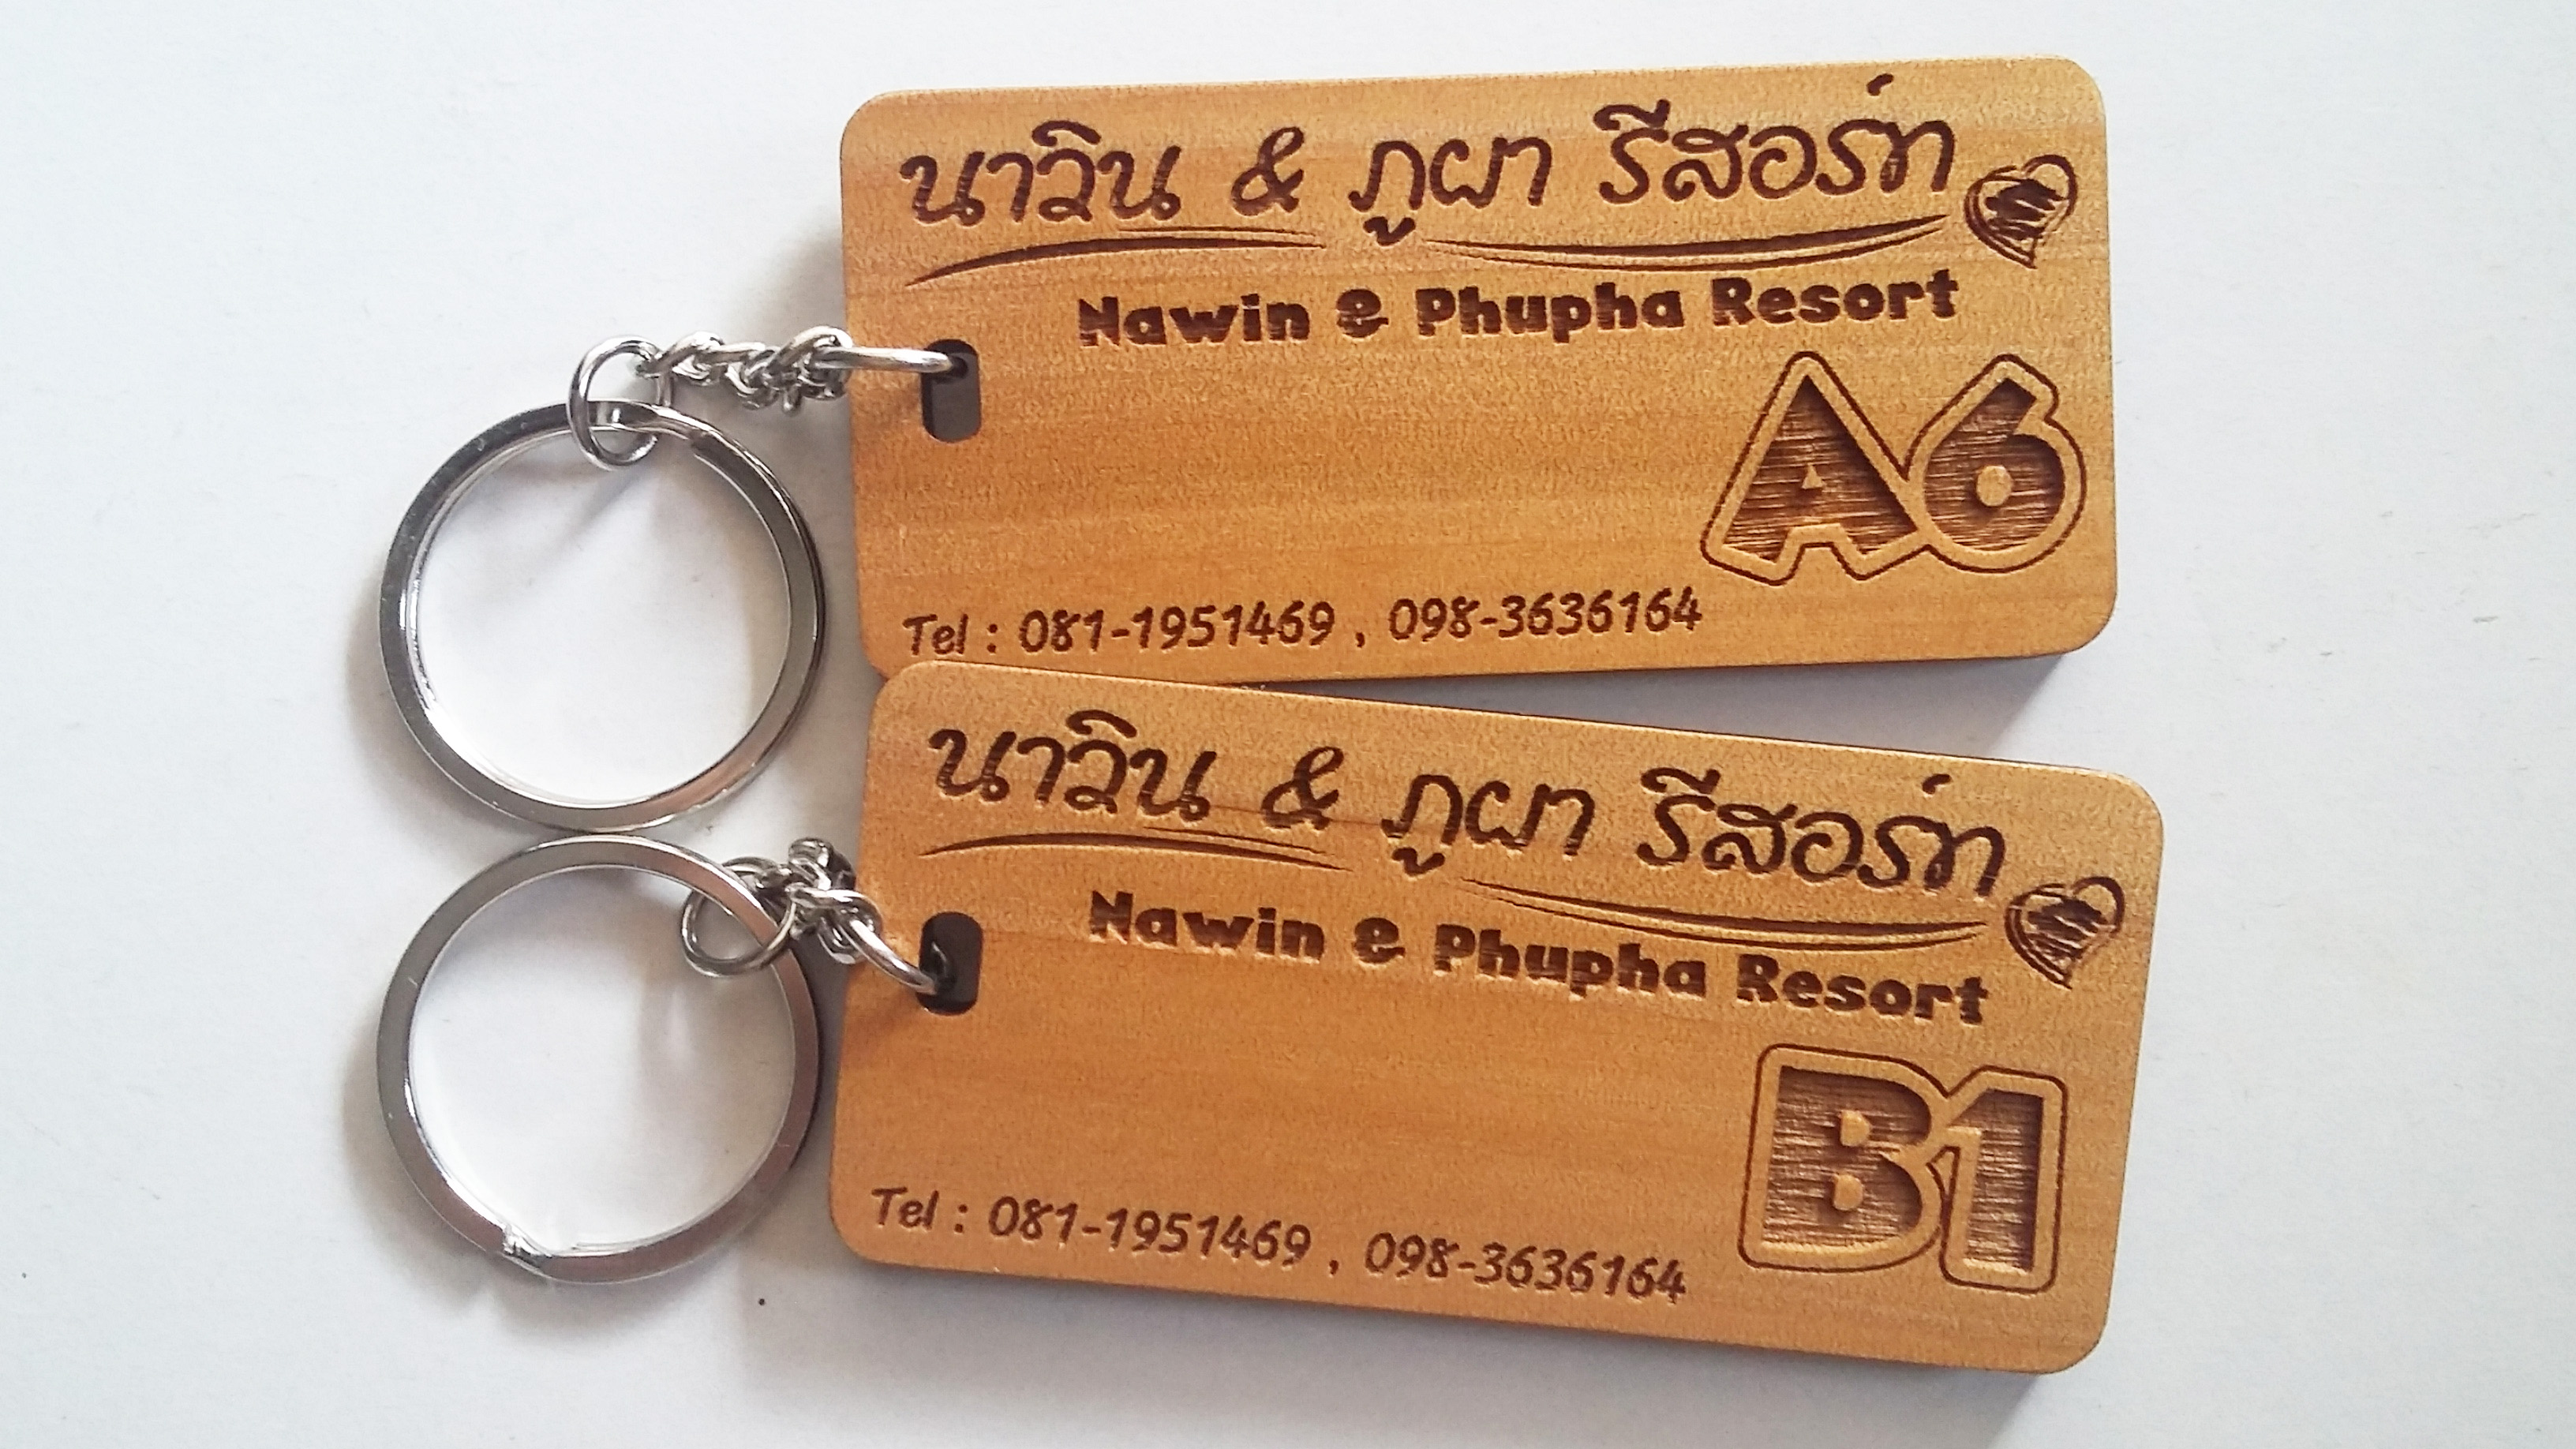 นาวิน & ภูผา รีสอร์ท
Nawin & Phupha Resort
A6
Tel : 081-1951469 , 098-3636164
นาวิน & ภูผา รีสอร์ท
Nawin & Phupha Resort
B1
Tel : 081-1951469 , 098-3636164